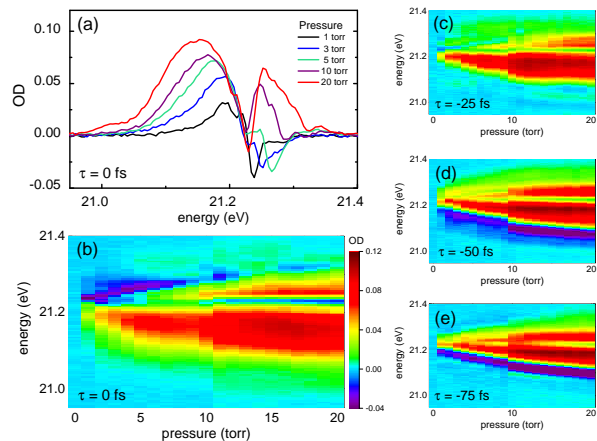 (a)
Pressure
1 torr
3 torr
5 torr
10 torr
20 torr
0.10
0.05
0.00
-0.05
OD
τ = 0 fs
21.0 21.2 21.4
energy (eV)
(b)
OD
0.12
0.08
0.04
0.00
-0.04
21.4
21.2
21.0
energy (eV)
τ = 0 fs
0 5 10 15 20
pressure (torr)
(c)
21.4
21.2
21.0
energy (eV)
τ = -25 fs
0 10 20
pressure (torr)
(d)
21.4
21.2
21.0
energy (eV)
τ = -50 fs
0 10 20
pressure (torr)
(e)
21.4
21.2
21.0
energy (eV)
τ = -75 fs
0 10 20
pressure (torr)